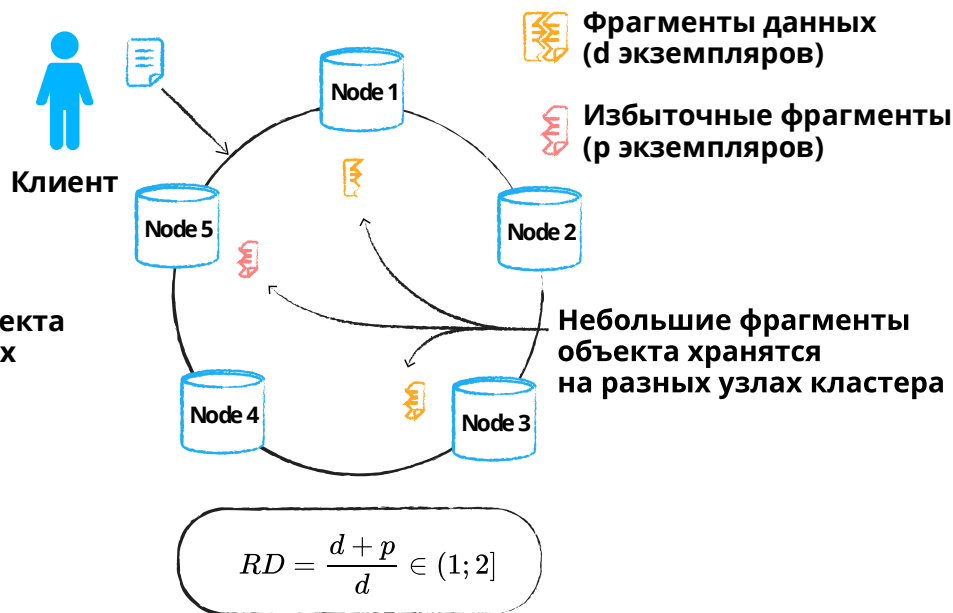 Фрагменты данных
(d экземпляров)
Избыточные фрагменты
(p экземпляров)
Клиент
Node 1
Node 2
Node 5
екта
х
Небольшие фрагменты
объекта хранятся
на разных узлах кластера
Node 4
Node 3
RD = \frac{d + p}{d} ∈ (1; 2]